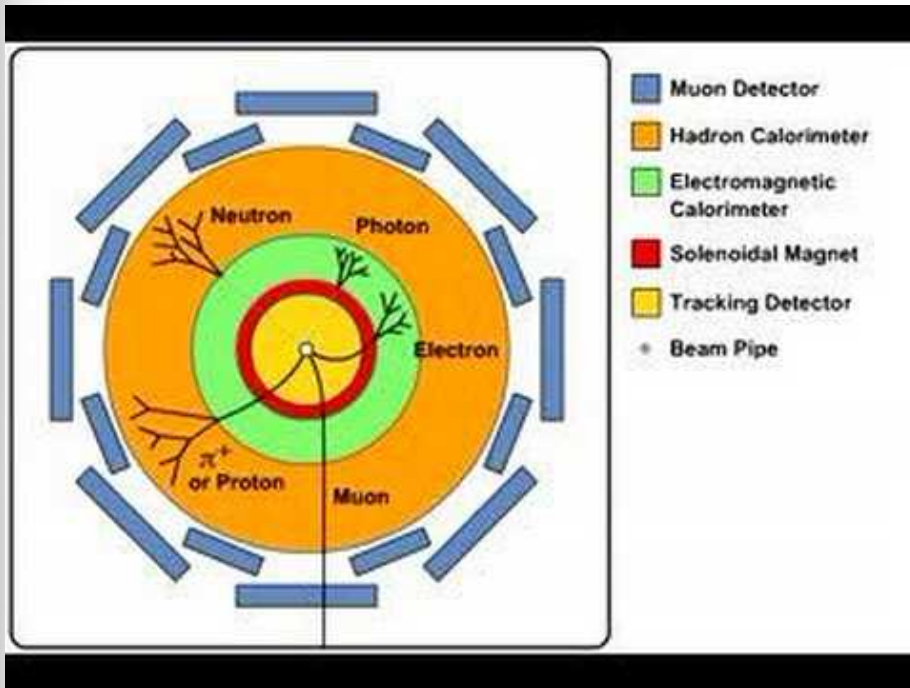 Neutron
Photon
Electron
π+
or Proton
Muon
Muon Detector
Hadron Calorimeter
Electromagnetic
Calorimeter
Solenoidal Magnet
Tracking Detector
Beam Pipe